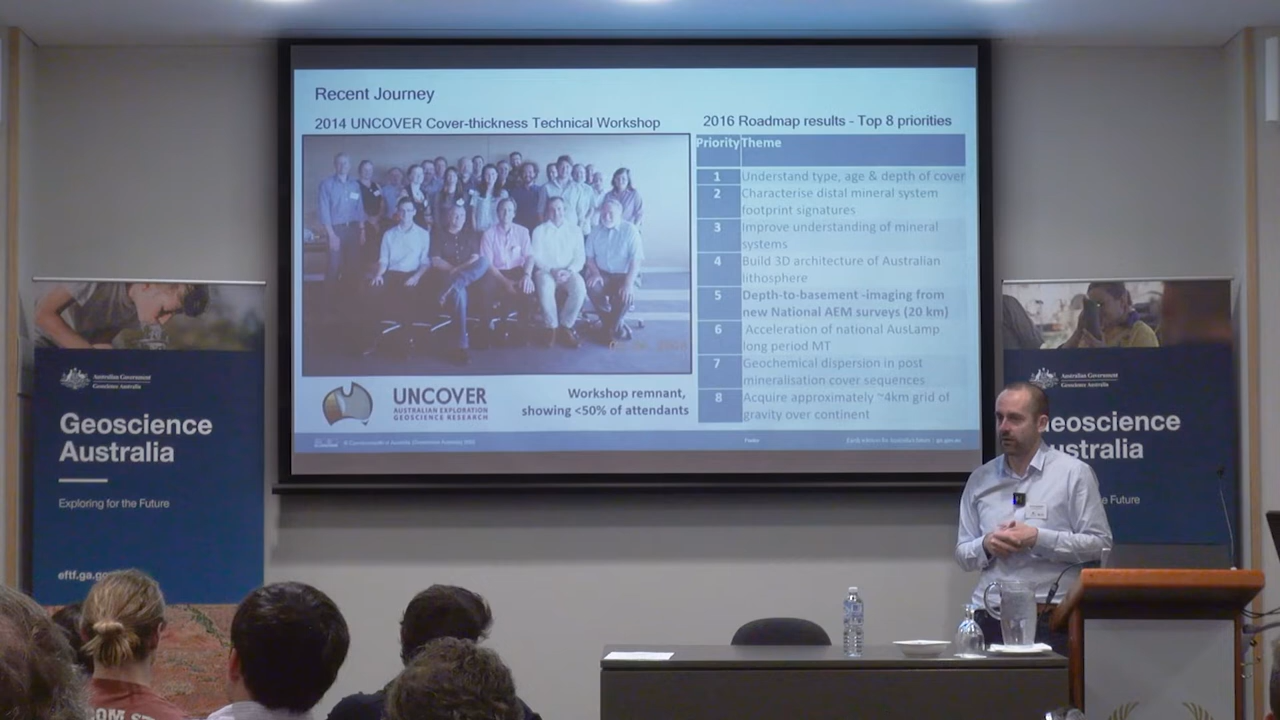 Recent Journey
2014 UNCOVER Cover-thickness Technical Workshop
UNCOVER
AUSTRALIAN EXPLORATION
GEOSCIENCE RESEARCH
Workshop remnant,
showing <50% of attendants
2016 Roadmap results - Top 8 priorities
Priority Theme
1 Understand type, age & depth of cover
2 Characterise distal mineral system
footprint signatures
3 Improve understanding of mineral
systems
4 Build 3D architecture of Australian
lithosphere
5 Depth-to-basement -imaging from
new National AEM surveys (20 km)
6 Acceleration of national AusLamp
long period MT
7 Geochemical dispersion in post
mineralisation cover sequences
8 Acquire approximately ~4km grid of
gravity over continent
Australian Government
Geoscience Australia
Geoscience
Australia
Exploring for the Future
eftf.ga.go
Australian Government
Geoscience Australia
eoscience
stralia
e Future
COM ST